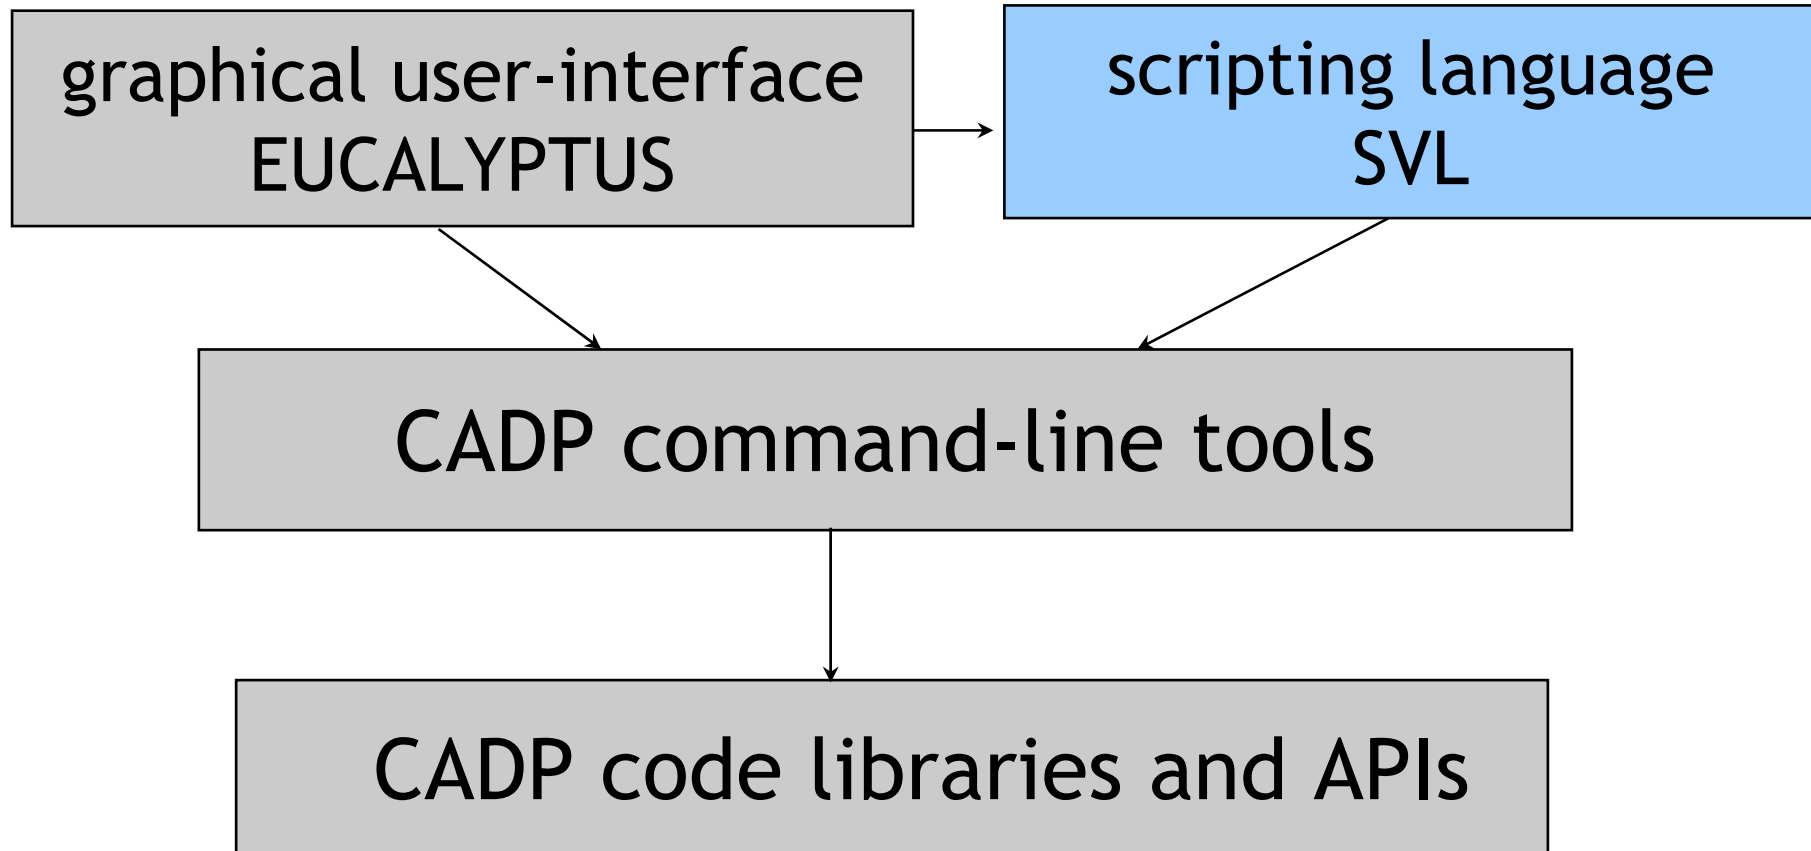 graphical user-interface
EUCALYPTUS
scripting language
SVL
CADP command-line tools
CADP code libraries and APIs